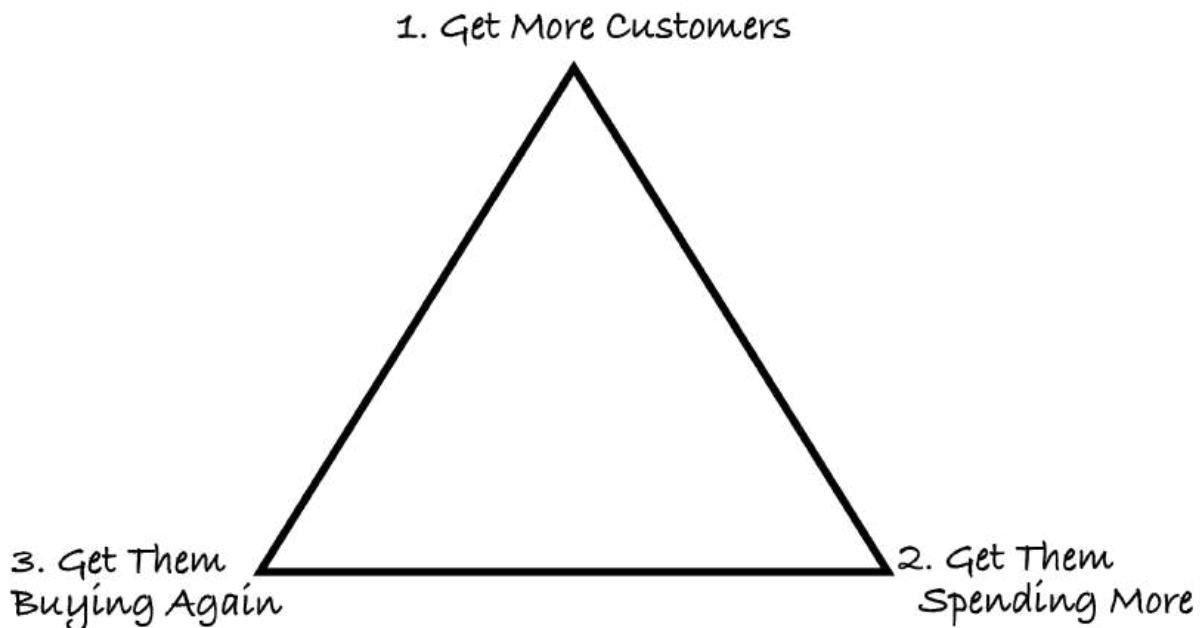 1. Get More Customers
2. Get Them
Spending More
3. Get Them
Buying Again